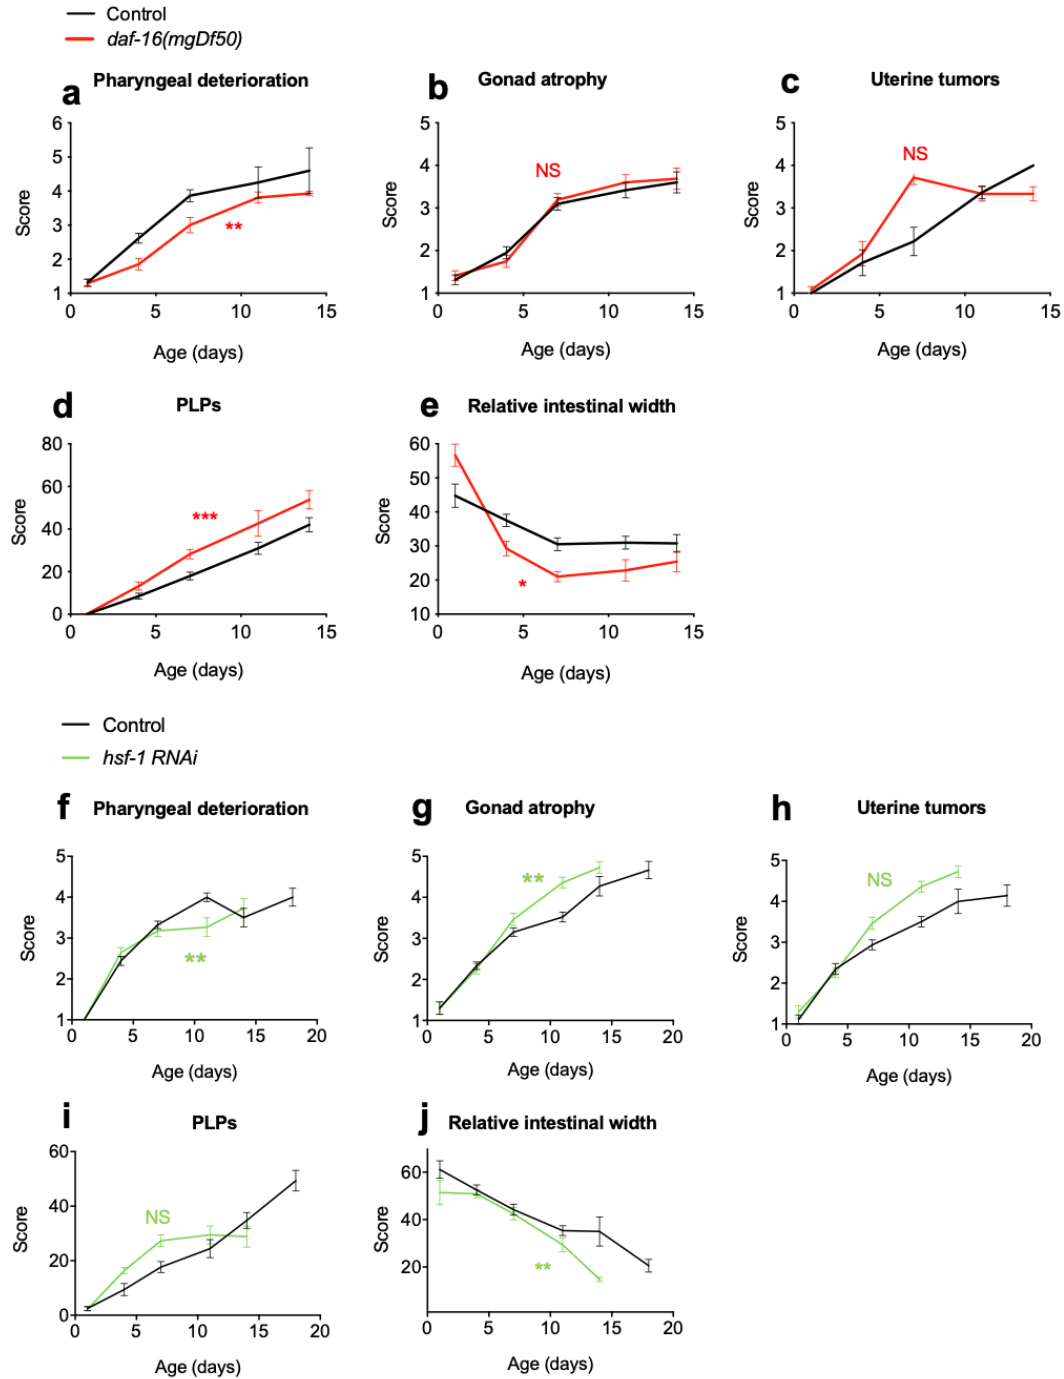 Control
daf-16(mgDf50)
a Pharyngeal deterioration
b Gonad atrophy
c Uterine tumors
6
5
4
3
2
1
0 5 10 15
Score
**
Age (days)
5
4
3
2
1
0 5 10 15
Score
NS
Age (days)
5
4
3
2
1
0 5 10 15
Score
NS
Age (days)
d PLPs
e Relative intestinal width
80
60
40
20
0
0 5 10 15
Score
***
Age (days)
60
50
40
30
20
10
0 5 10 15
Score
*
Age (days)
Control
hsf-1 RNAi
f Pharyngeal deterioration
g Gonad atrophy
h Uterine tumors
5
4
3
2
1
0 5 10 15 20
Score
**
Age (days)
5
4
3
2
1
0 5 10 15 20
Score
**
Age (days)
5
4
3
2
1
0 5 10 15 20
Score
NS
Age (days)
i PLPs
j Relative intestinal width
60
40
20
0
0 5 10 15 20
Score
NS
Age (days)
60
40
20
0 5 10 15 20
Score
**
Age (days)